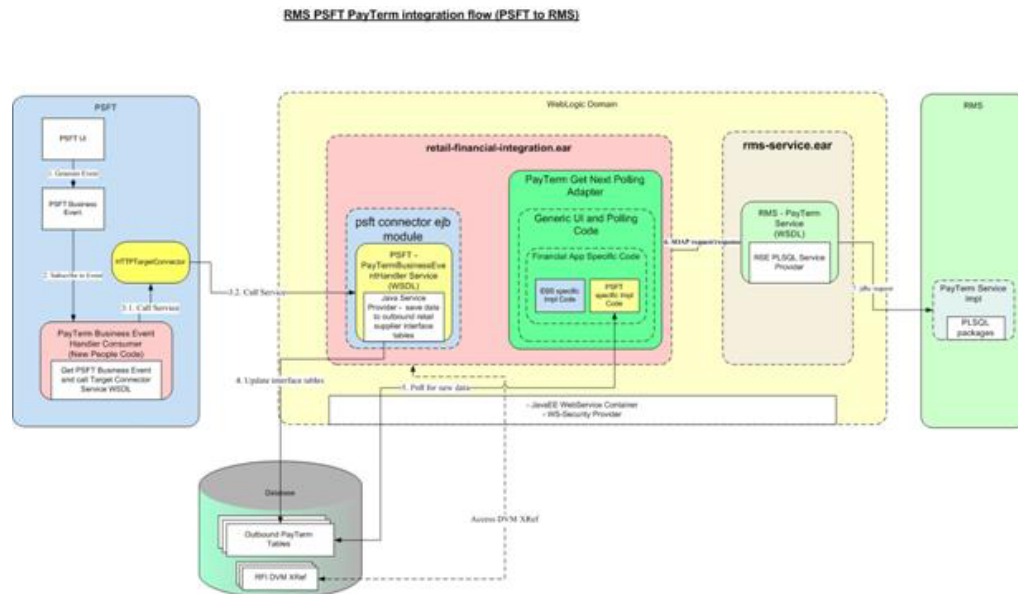 RMS PSFT PayTerm integration flow (PSFT to RMS)
PSFT
PSFT UI
1. Generate Event
PSFT Business
Event
2. Subscribe to Event
HTTPTargetConnector
3.1. Call Service
PayTerm Business Event
Handler Consumer
(New People Code)
Get PSFT Business Event
and call Target Connector
Service WSDL
3.2. Call Service
WebLogic Domain
retail-financial-integration.ear
psft connector ejb
module
PSFT -
PayTermBusinessEve
ntHandler Service
(WSDL)
Java Service
Provider - save data
to outbound retail
supplier interface
tables
PayTerm Get Next Polling
Adapter
Generic UI and Polling
Code
Financial App Specific Code
EBS specific
Impl Code
PSFT
specific Impl
Code
6. SOAP request/response
rms-service.ear
RMS - PayTerm
Service
(WSDL)
RSE PLSQL Service
Provider
RMS
PayTerm Service
Impl
PLSQL
packages
4. Update interface tables
5. Poll for new data
- JavaEE WebService Container
- WS-Security Provider
Database
Outbound PayTerm
Tables
RFI DVM XRef
Access DVM XRef